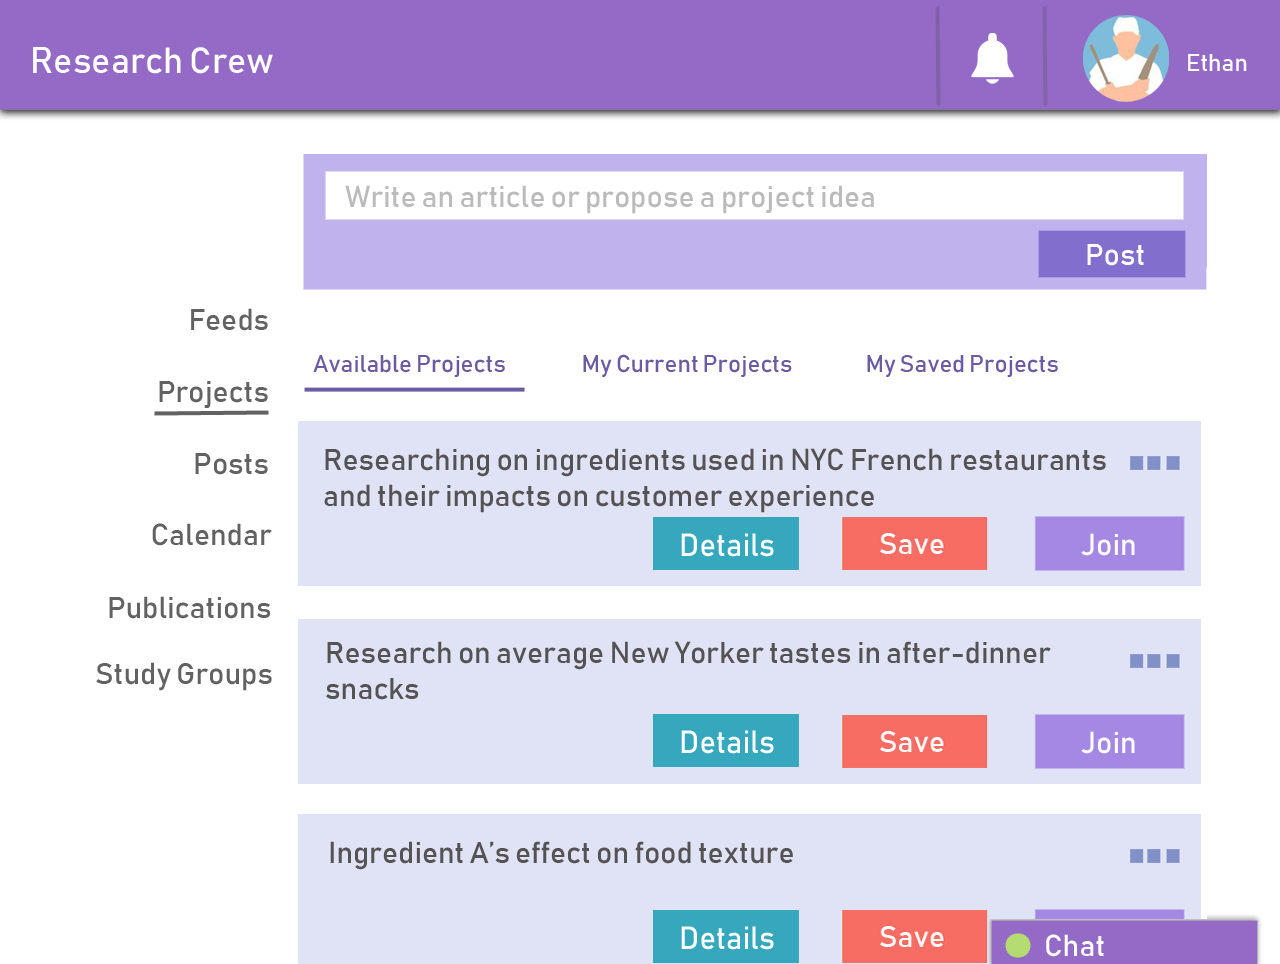 Research Crew
Ethan
Write an article or propose a project idea
Post
Feeds
Projects
Posts
Calendar
Publications
Study Groups
Available Projects
My Current Projects
My Saved Projects
Researching on ingredients used in NYC French restaurants
and their impacts on customer experience
Details
Save
Join
Research on average New Yorker tastes in after-dinner
snacks
Details
Save
Join
Ingredient A’s effect on food texture
Details
Save
Chat